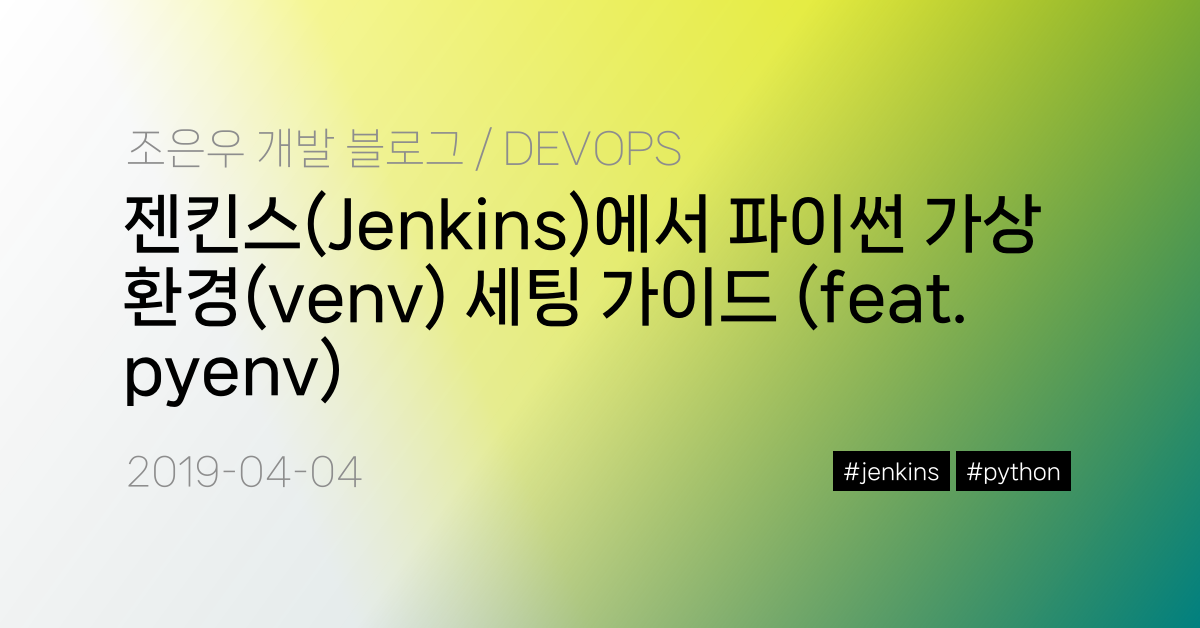 조은우 개발 블로그 / DEVOPS
젠킨스(Jenkins)에서 파이썬 가상
환경(venv) 세팅 가이드 (feat.
pyenv)
2019-04-04
#jenkins #python